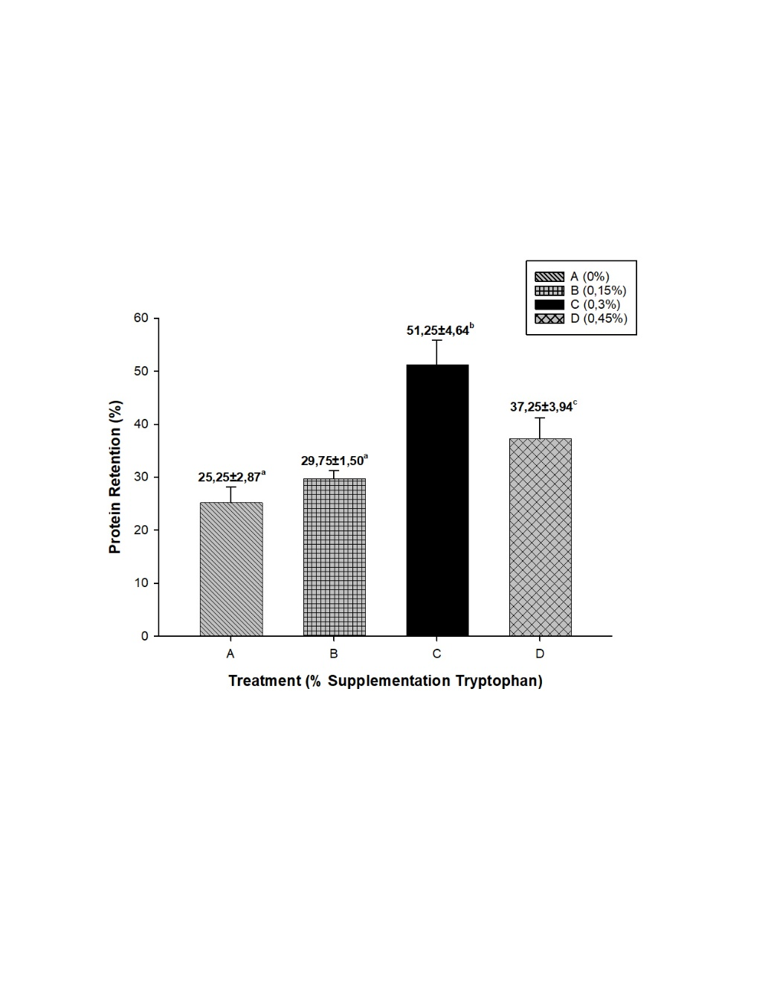 A (0%)
B (0,15%)
C (0,3%)
D (0,45%)
60
50
40
30
20
10
0
Protein Retention (%)
25,25±2,87ᵃ
29,75±1,50ᵃ
51,25±4,64ᵇ
37,25±3,94ᶜ
A B C D
Treatment (% Supplementation Tryptophan)